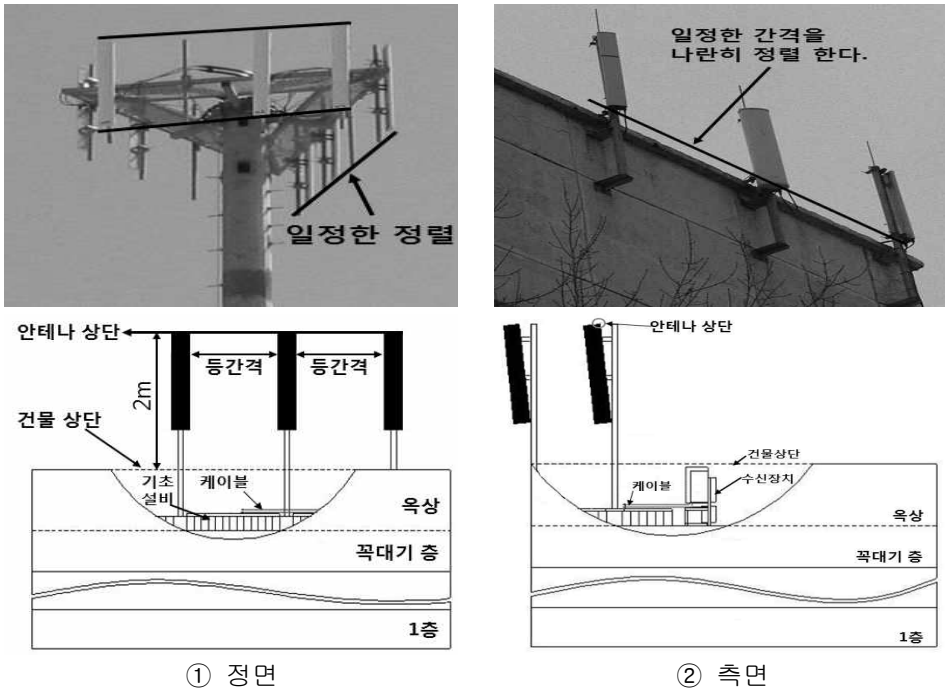 일정한 정렬
일정한 간격을
나란히 정렬 한다.
안테나 상단
등간격
등간격
2m
건물 상단
기초
설비
케이블
옥상
꼭대기 층
1층
① 정면
안테나 상단
건물상단
케이블
수신장치
옥상
꼭대기 층
1층
② 측면